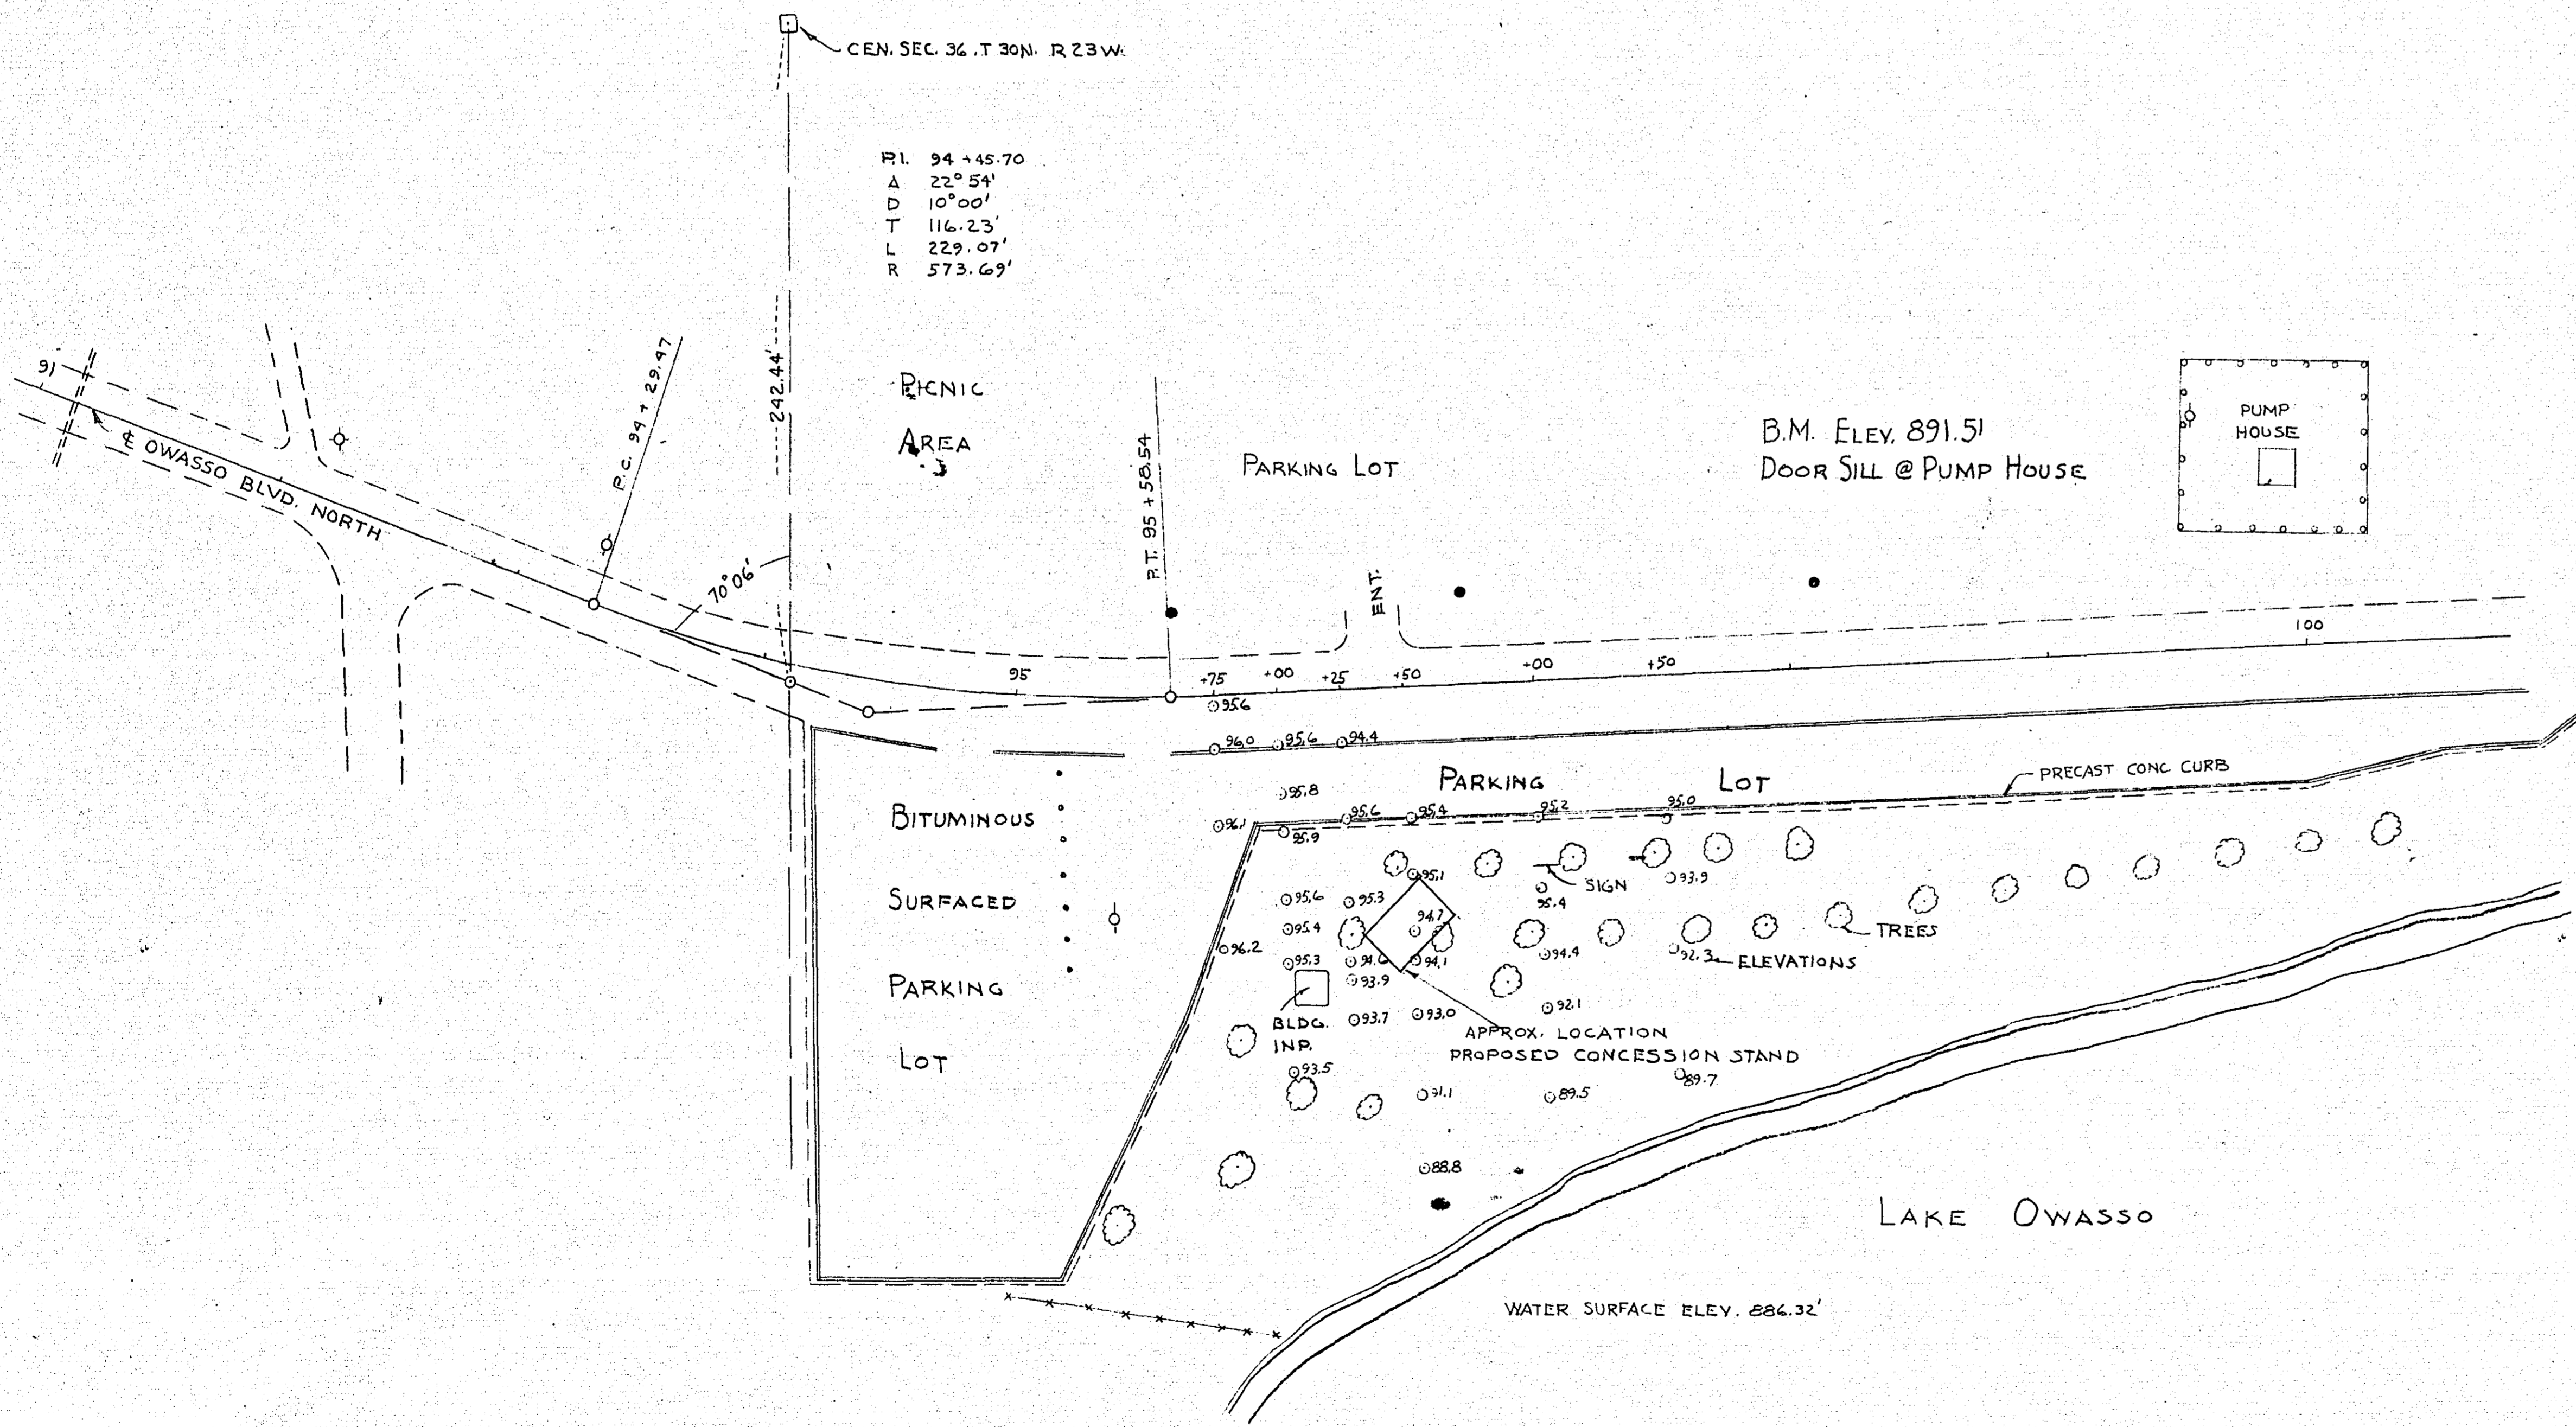 CEN. SEC. 36. T 30N. R 23W.
P.I. 94 +45.70
Δ 22° 54'
D 10°00'
T 116.23'
L 229.07'
R 573.69'
91
℄ OWASSO BLVD. NORTH
P.C. 94 + 29.47
242.44'
70°06'
PICNIC
AREA
P.T. 95 + 58.54
PARKING LOT
ENT.
B.M. ELEV. 891.51
DOOR SILL @ PUMP HOUSE
PUMP
HOUSE
95
+75
+00
+25
+50
+00
+50
100
95.6
96.0
95.6
94.4
PARKING LOT
PRECAST CONC CURB
95.8
96.1
95.9
95.6
95.4
95.2
95.0
BITUMINOUS
SURFACED
PARKING
LOT
95.1
SIGN
93.9
95.6
95.3
95.4
94.7
95.4
96.2
95.3
94.6
94.1
94.4
92.3
ELEVATIONS
TREES
93.9
BLDG.
INP.
93.7
93.0
92.1
APPROX. LOCATION
PROPOSED CONCESSION STAND
93.5
91.1
89.5
89.7
88.8
LAKE OWASSO
WATER SURFACE ELEV. 886.32'